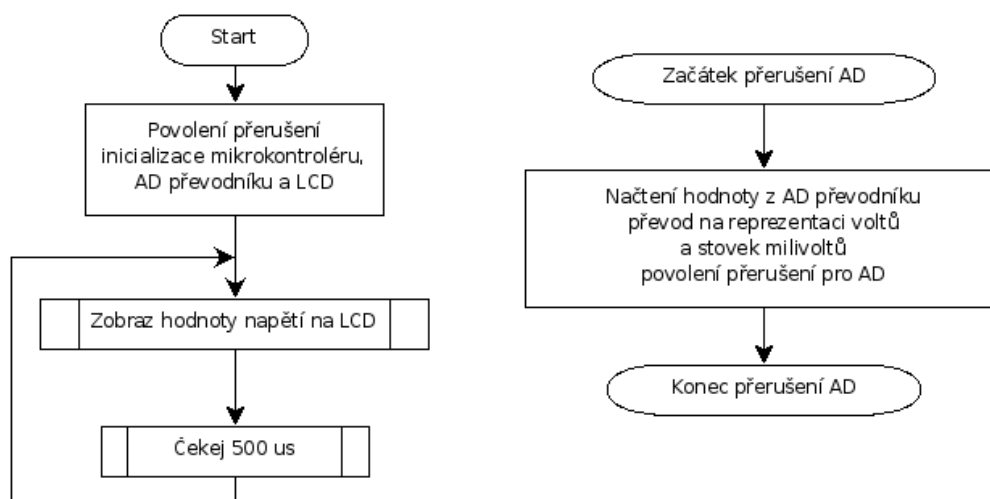 Start
Povolení přerušení
inicializace mikrokontroléru,
AD převodníku a LCD
Zobraz hodnoty napětí na LCD
Čekej 500 us
Začátek přerušení AD
Načtení hodnoty z AD převodníku
převod na reprezentaci voltů
a stovek milivoltů
povolení přerušení pro AD
Konec přerušení AD